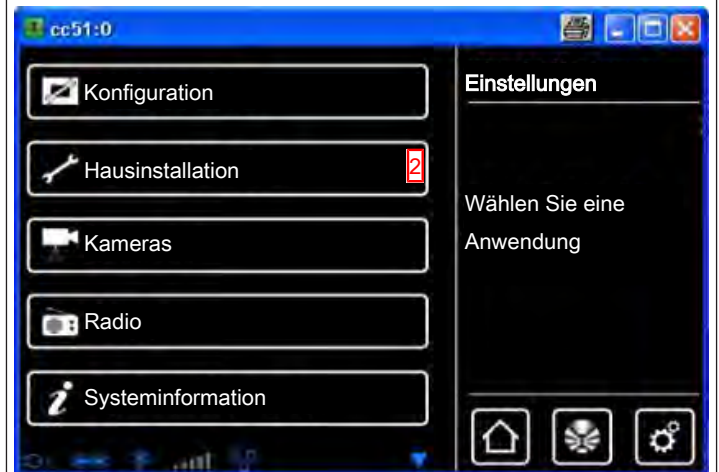 cc51:0
Konfiguration
Hausinstallation 2
Kameras
Radio
Systeminformation
Einstellungen
Wählen Sie eine
Anwendung